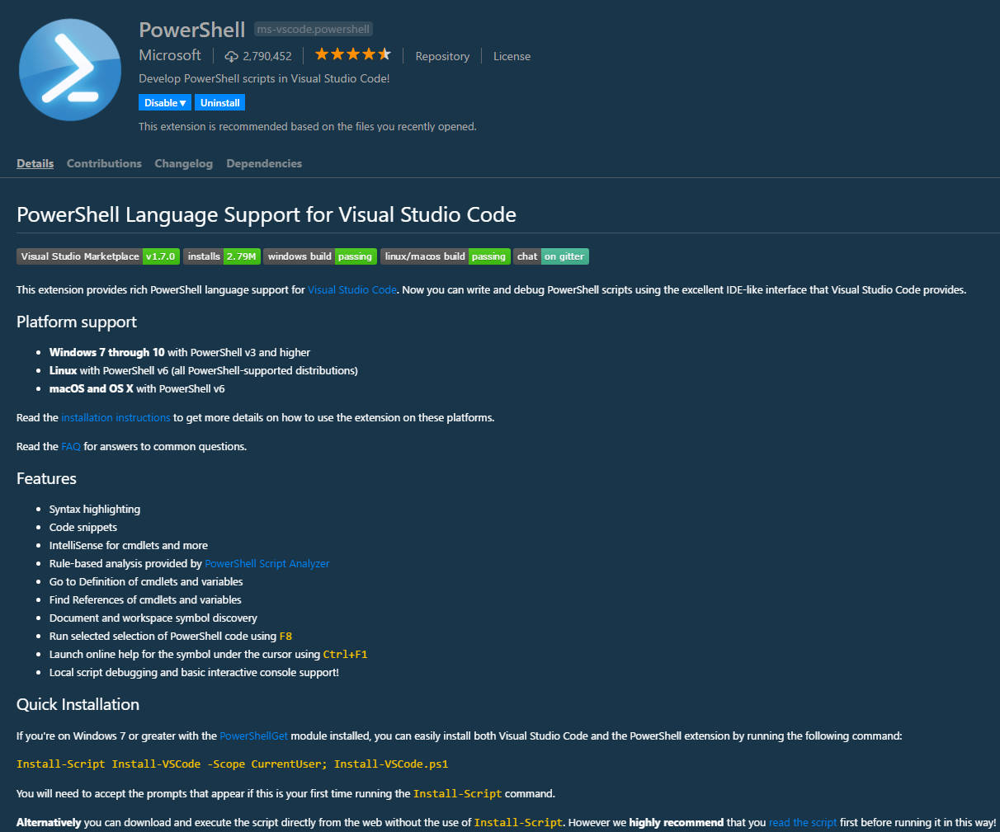 PowerShell ms-vscode.powershell
Microsoft 2,790,452 Repository License
Develop PowerShell scripts in Visual Studio Code!
Disable▼ Uninstall
This extension is recommended based on the files you recently opened.
Details Contributions Changelog Dependencies
PowerShell Language Support for Visual Studio Code
Visual Studio Marketplace v1.7.0 installs 2.79M windows build passing linux/macos build passing chat on gitter
This extension provides rich PowerShell language support for Visual Studio Code. Now you can write and debug PowerShell scripts using the excellent IDE-like interface that Visual Studio Code provides.
Platform support
• Windows 7 through 10 with PowerShell v3 and higher
• Linux with PowerShell v6 (all PowerShell-supported distributions)
• macOS and OS X with PowerShell v6
Read the installation instructions to get more details on how to use the extension on these platforms.
Read the FAQ for answers to common questions.
Features
• Syntax highlighting
• Code snippets
• IntelliSense for cmdlets and more
• Rule-based analysis provided by PowerShell Script Analyzer
• Go to Definition of cmdlets and variables
• Find References of cmdlets and variables
• Document and workspace symbol discovery
• Run selected selection of PowerShell code using F8
• Launch online help for the symbol under the cursor using Ctrl+F1
• Local script debugging and basic interactive console support!
Quick Installation
If you're on Windows 7 or greater with the PowerShellGet module installed, you can easily install both Visual Studio Code and the PowerShell extension by running the following command:
Install-Script Install-VSCode -Scope CurrentUser; Install-VSCode.ps1
You will need to accept the prompts that appear if this is your first time running the Install-Script command.
Alternatively you can download and execute the script directly from the web without the use of Install-Script. However we highly recommend that you read the script first before running it in this way!